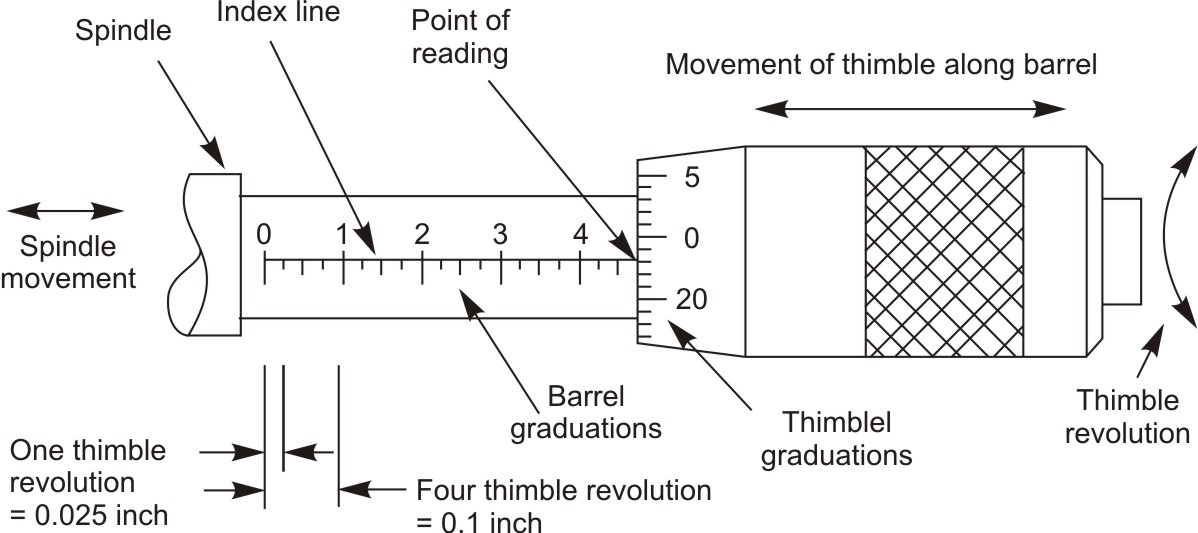 Index line
Spindle
Point of
reading
Movement of thimble along barrel
5
0 1 2 3 4
0
20
Spindle
movement
Barrel
graduations
Thimblel
graduations
Thimble
revolution
One thimble
revolution
= 0.025 inch
Four thimble revolution
= 0.1 inch